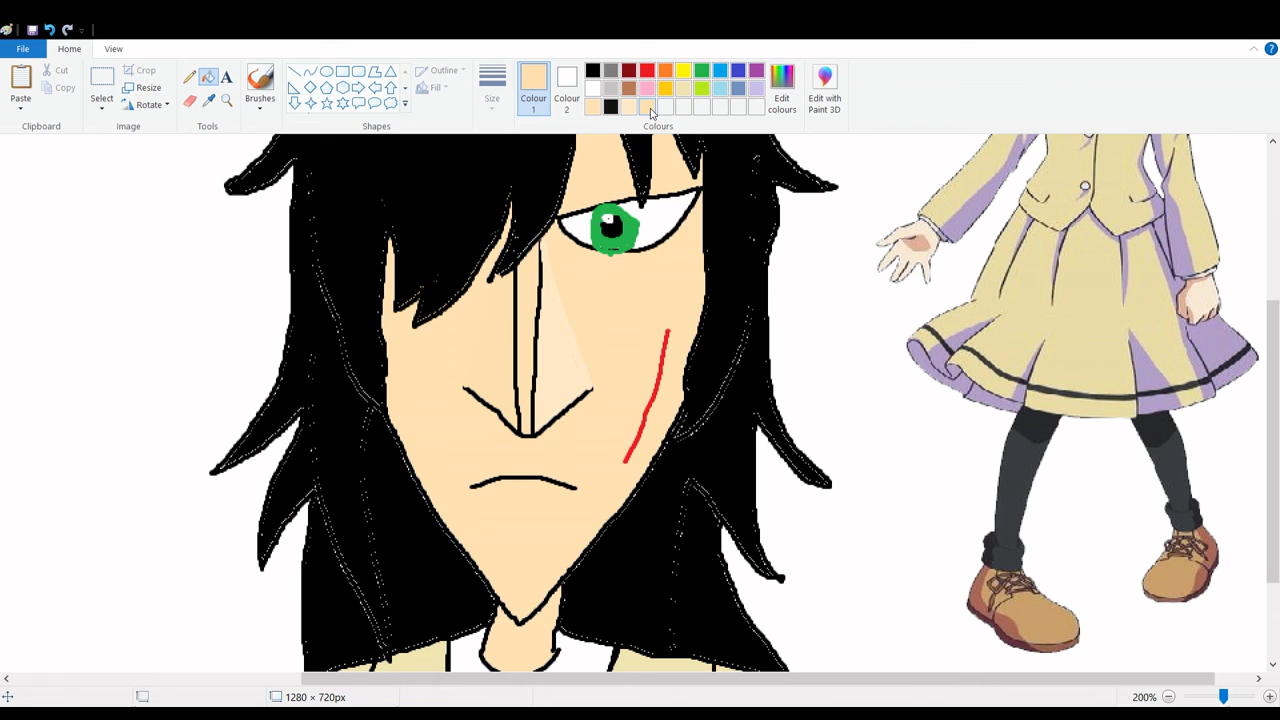 File Home View
Paste
Cut
Copy
Clipboard
Select
Crop
Resize
Rotate
Image
A
Tools
Brushes
Outline
Fill
Shapes
Size
Colour
1
Colour
2
Edit
colours
Colours
Edit with
Paint 3D
1280 × 720px
200%